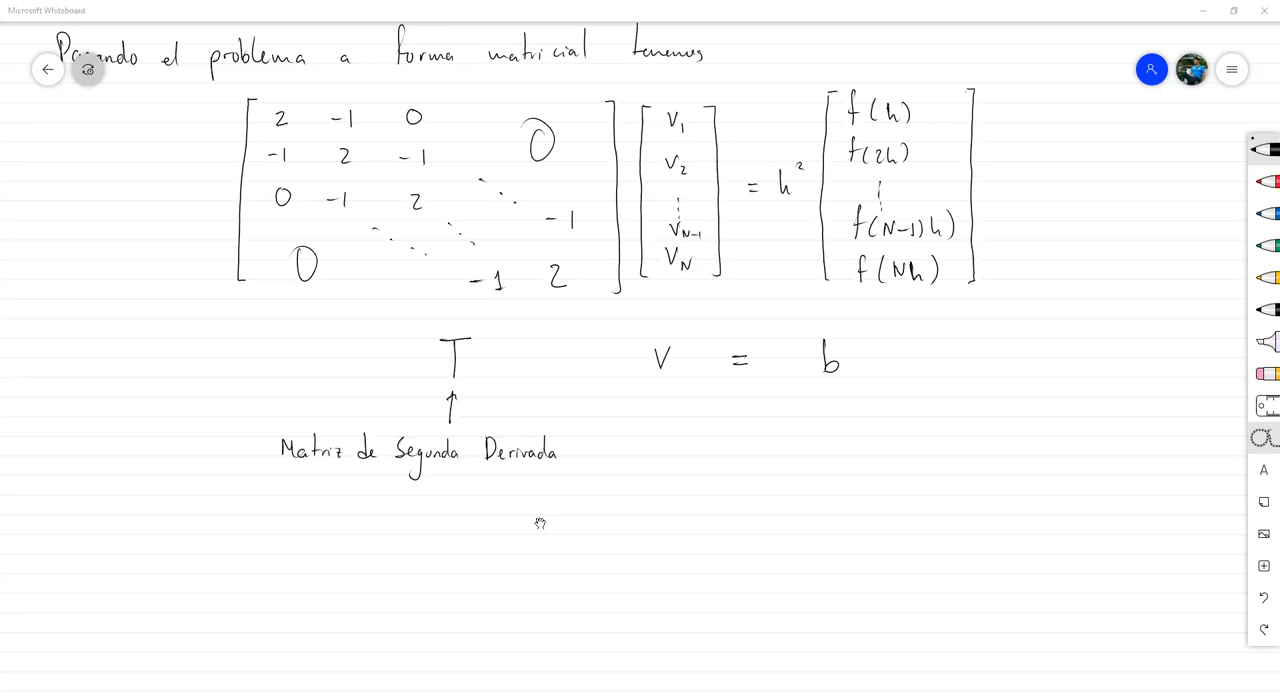 Microsoft Whiteboard
Pasando el problema a forma matricial tenemos
2 -1 0 0 v1 f(h)
-1 2 -1 v2 = h² f(2h)
0 -1 2 ⋱ -1 ⋮ ⋮
⋱ ⋱ vN-1 f(N-1)h)
0 -1 2 vN f(Nh)
T v = b
↑
Matriz de Segunda Derivada
A